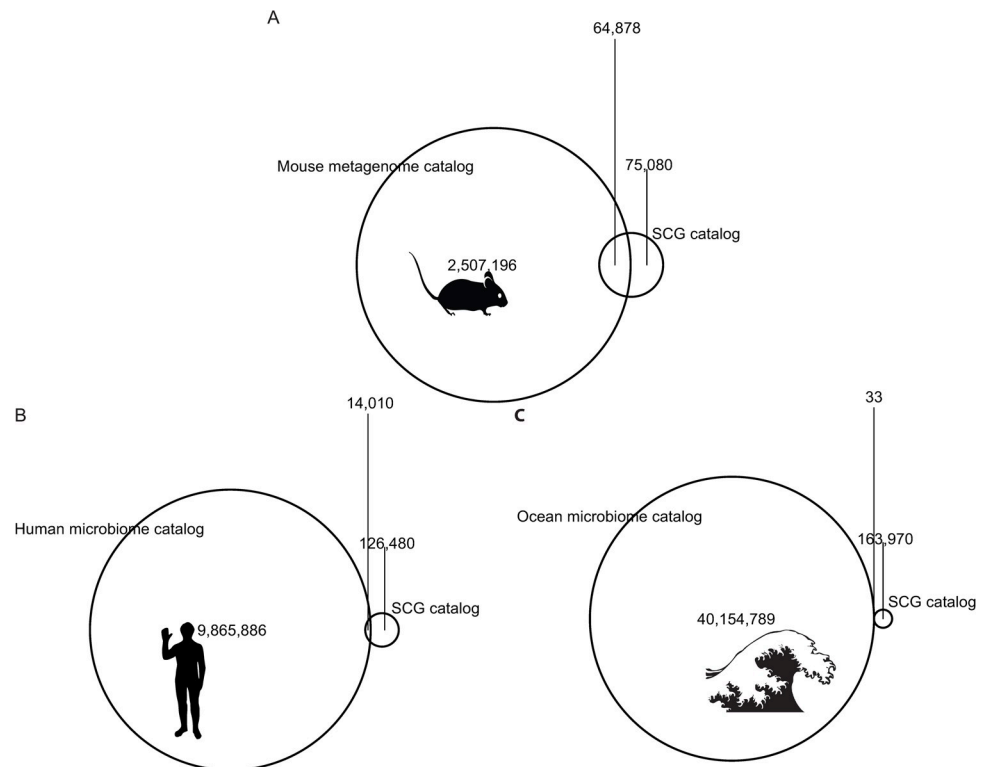 A
64,878
Mouse metagenome catalog
75,080
SCG catalog
2,507,196
B
14,010
Human microbiome catalog
126,480
SCG catalog
9,865,886
C
33
Ocean microbiome catalog
163,970
SCG catalog
40,154,789